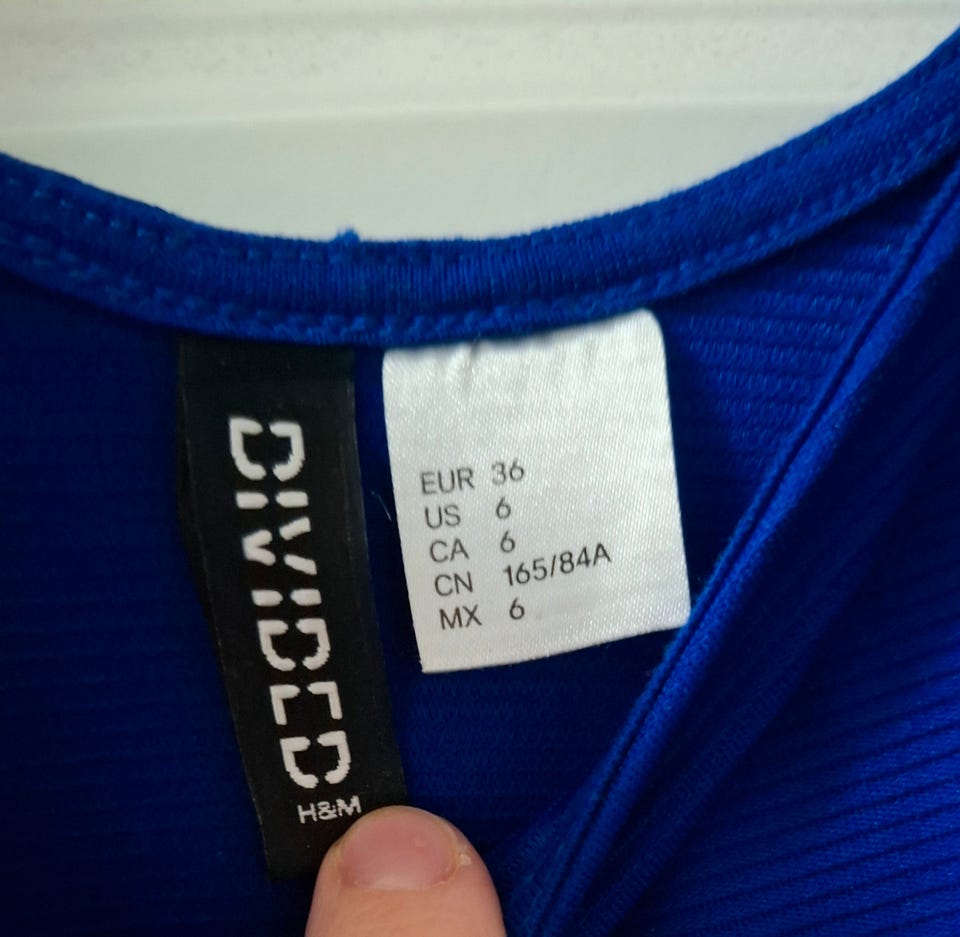 DIVIDED
H&M
EUR 36
US 6
CA 6
CN 165/84A
MX 6